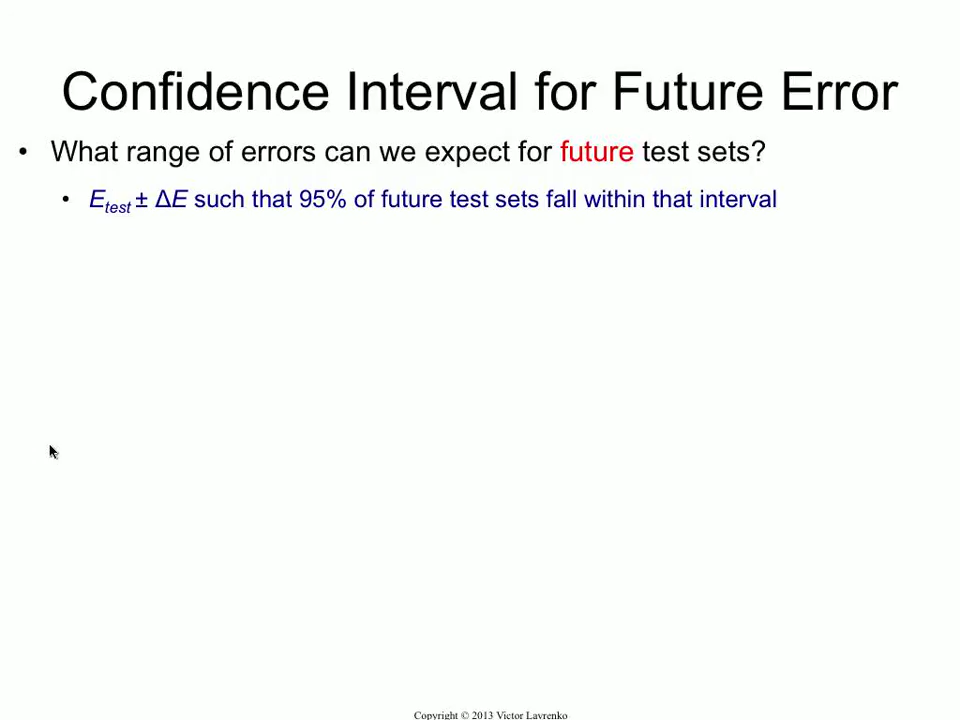 Confidence Interval for Future Error
• What range of errors can we expect for future test sets?
• Etest ± ΔE such that 95% of future test sets fall within that interval
Copyright © 2013 Victor Lavrenko